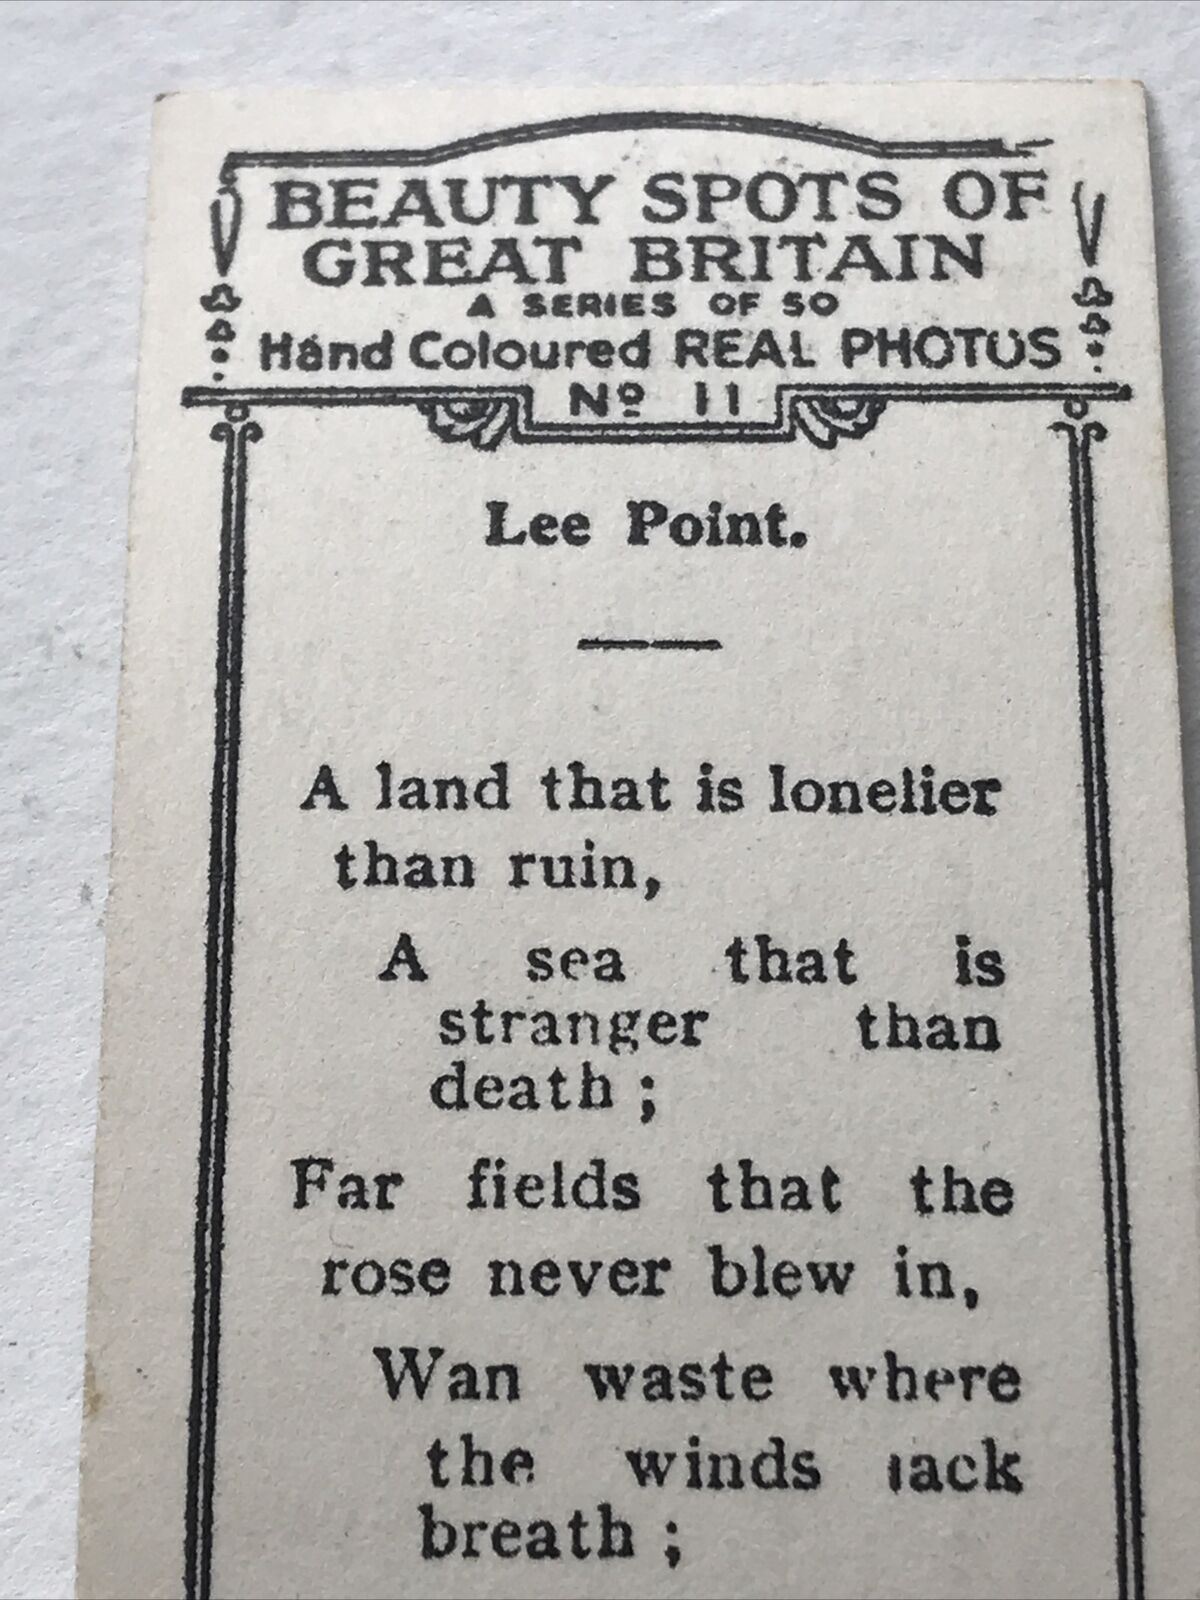 BEAUTY SPOTS OF
GREAT BRITAIN
A SERIES OF 50
Hand Coloured REAL PHOTOS
Nº 11
Lee Point.
A land that is lonelier
than ruin,
A sea that is
stranger than
death ;
Far fields that the
rose never blew in,
Wan waste where
the winds lack
breath ;